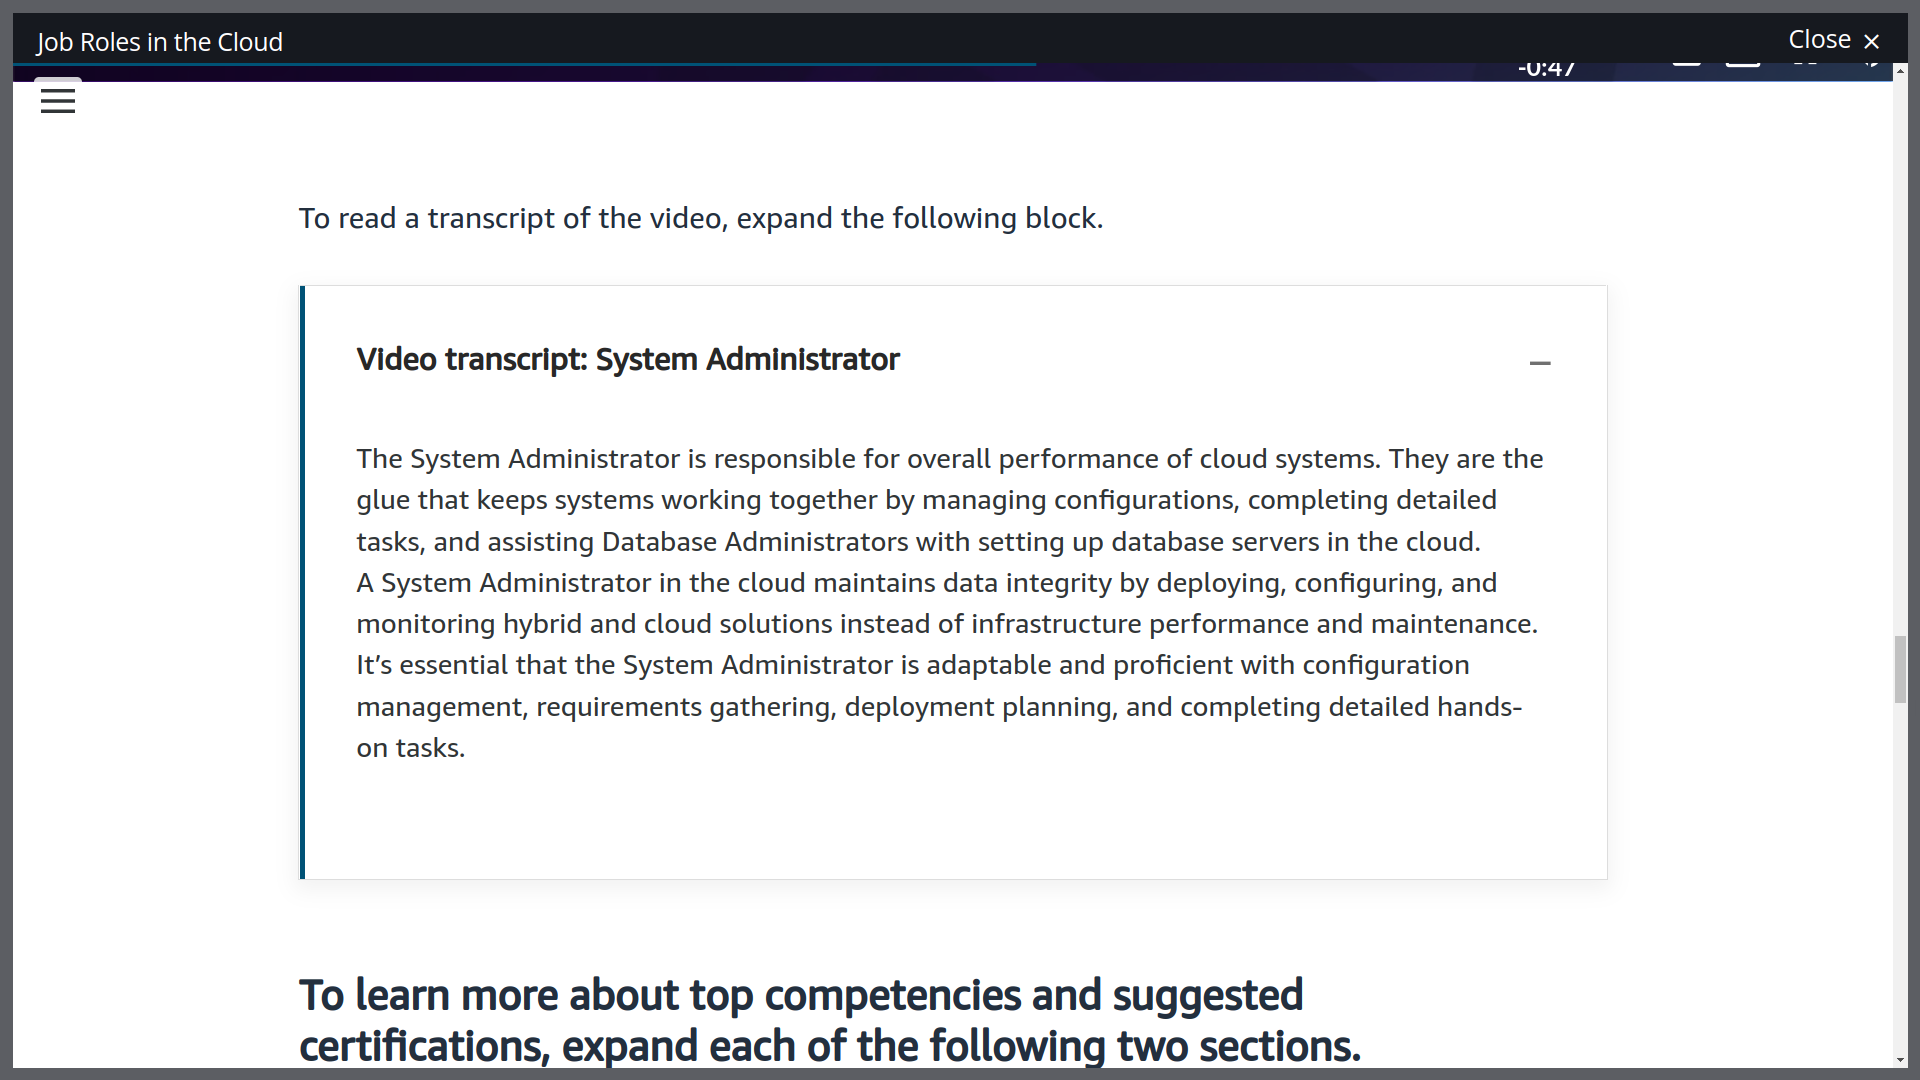 Job Roles in the Cloud
Close
-0:47
To read a transcript of the video, expand the following block.
Video transcript: System Administrator
The System Administrator is responsible for overall performance of cloud systems. They are the
glue that keeps systems working together by managing configurations, completing detailed
tasks, and assisting Database Administrators with setting up database servers in the cloud.
A System Administrator in the cloud maintains data integrity by deploying, configuring, and
monitoring hybrid and cloud solutions instead of infrastructure performance and maintenance.
It’s essential that the System Administrator is adaptable and proficient with configuration
management, requirements gathering, deployment planning, and completing detailed hands-
on tasks.
To learn more about top competencies and suggested
certifications, expand each of the following two sections.